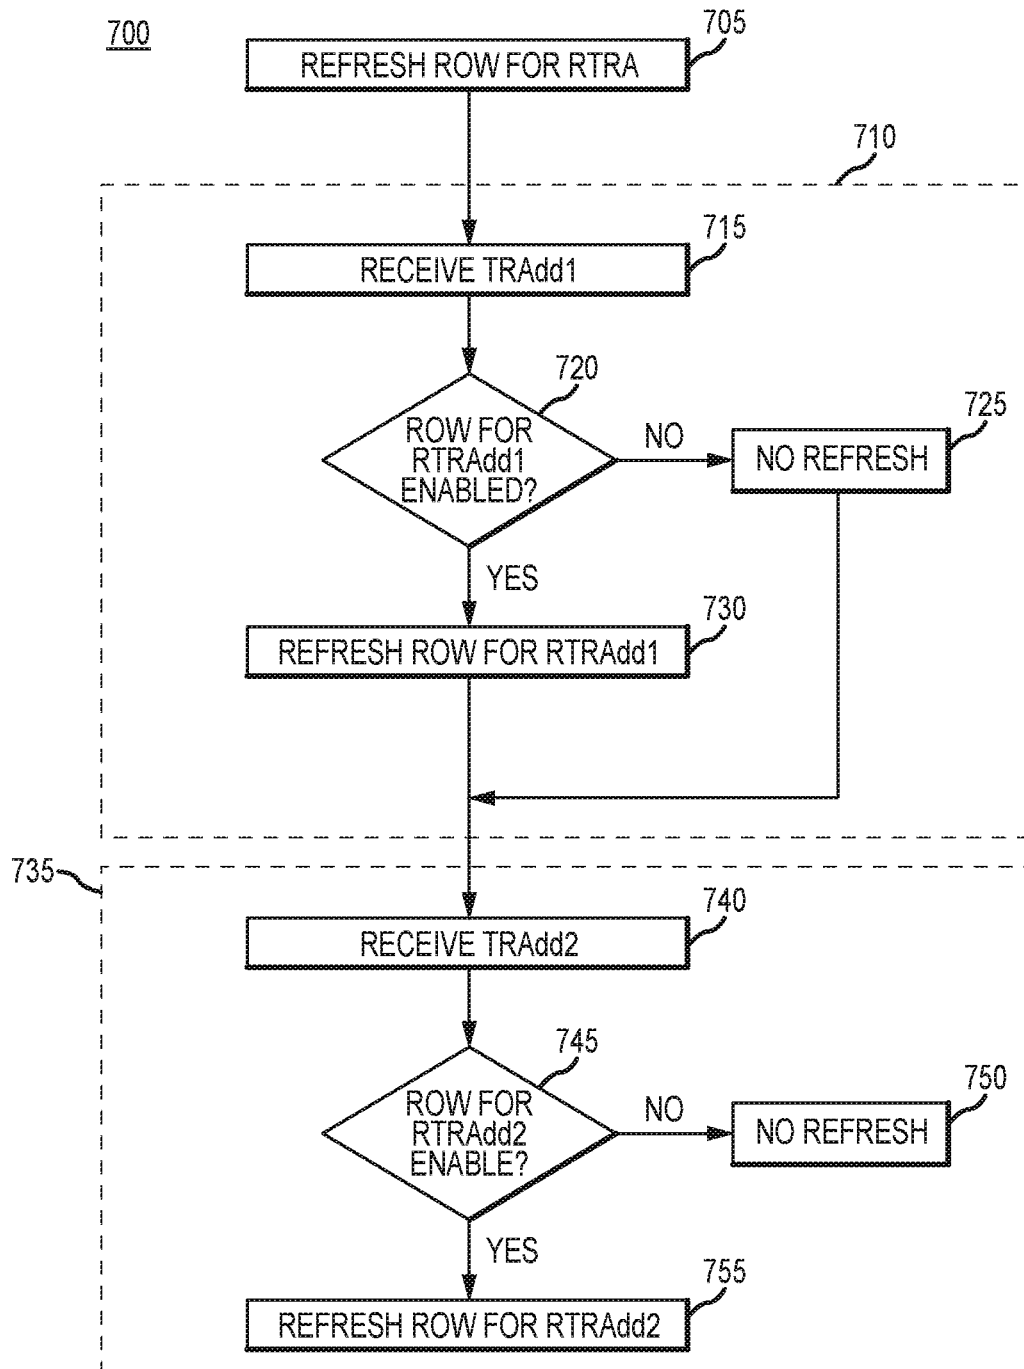 700
705
REFRESH ROW FOR RTRA
710
715
RECEIVE TRAdd1
720
ROW FOR
RTRAdd1
ENABLED?
NO
725
NO REFRESH
YES
730
REFRESH ROW FOR RTRAdd1
735
740
RECEIVE TRAdd2
745
ROW FOR
RTRAdd2
ENABLE?
NO
750
NO REFRESH
YES
755
REFRESH ROW FOR RTRAdd2